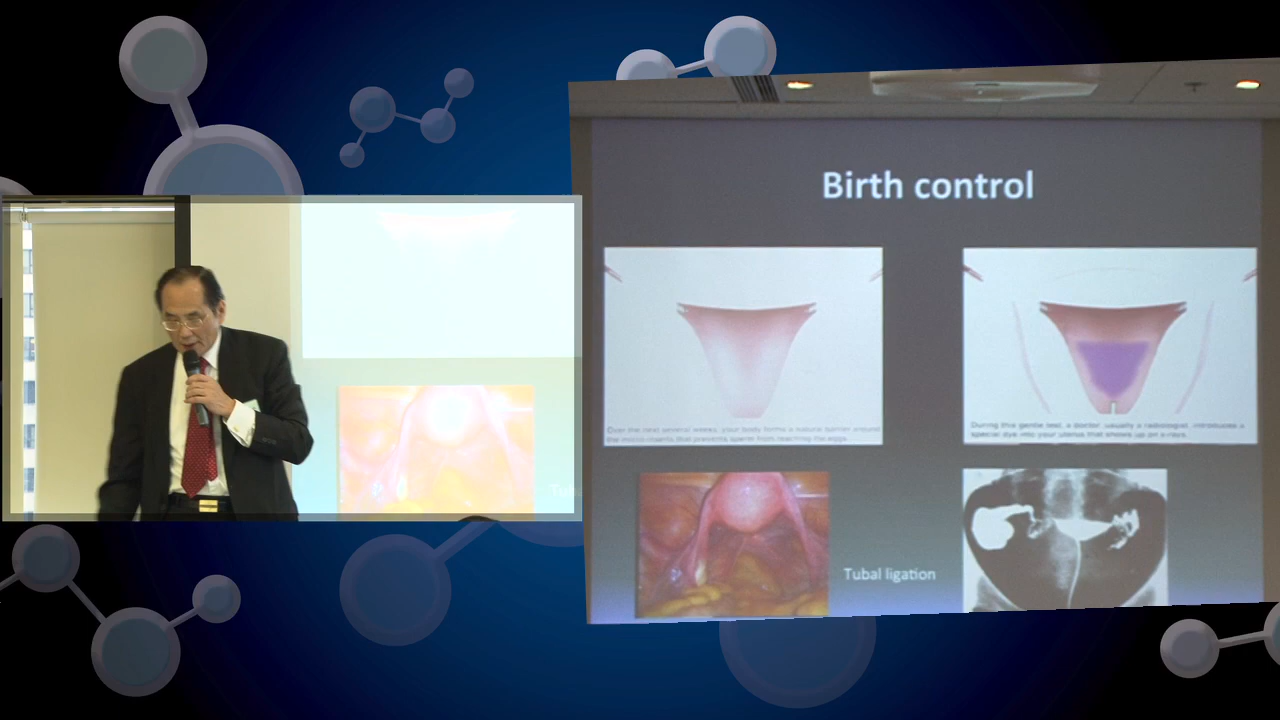 Birth control
Over the next several weeks, your body forms a natural barrier around
the micro-inserts that prevents sperm from reaching the eggs.
During this gentle test, a doctor, usually a radiologist, introduces a
special dye into your uterus that shows up on x-rays.
Tubal ligation